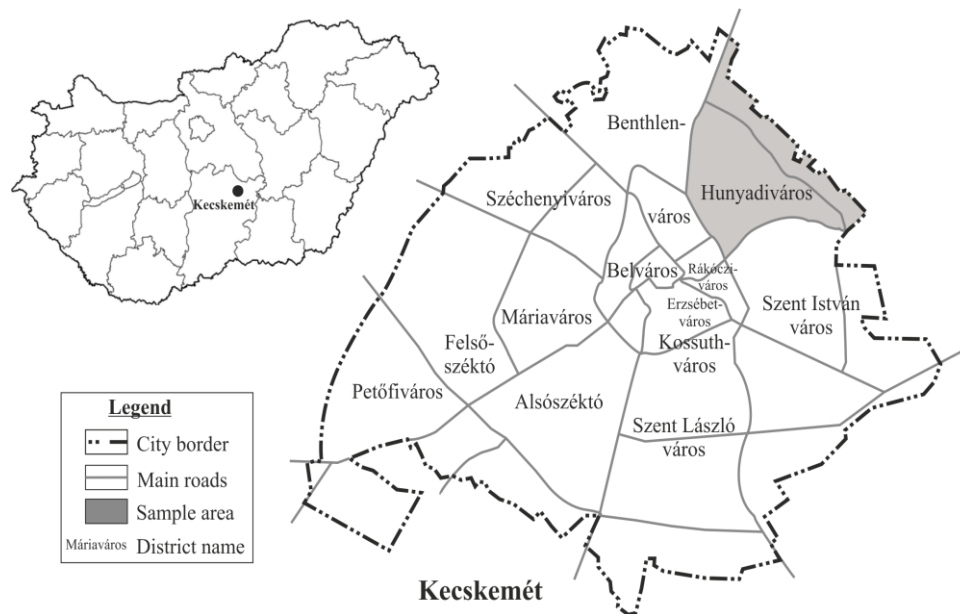 Kecskemét
Benthlen-
Hunyadiváros
Széchenyiváros
város
Belváros
Rákóczi-
város
Erzsébet-
város
Szent István
város
Máriaváros
Kossuth-
város
Felső-
széktó
Petőfiváros
Alsószéktó
Szent László
város
Legend
City border
Main roads
Sample area
Máriaváros District name
Kecskemét